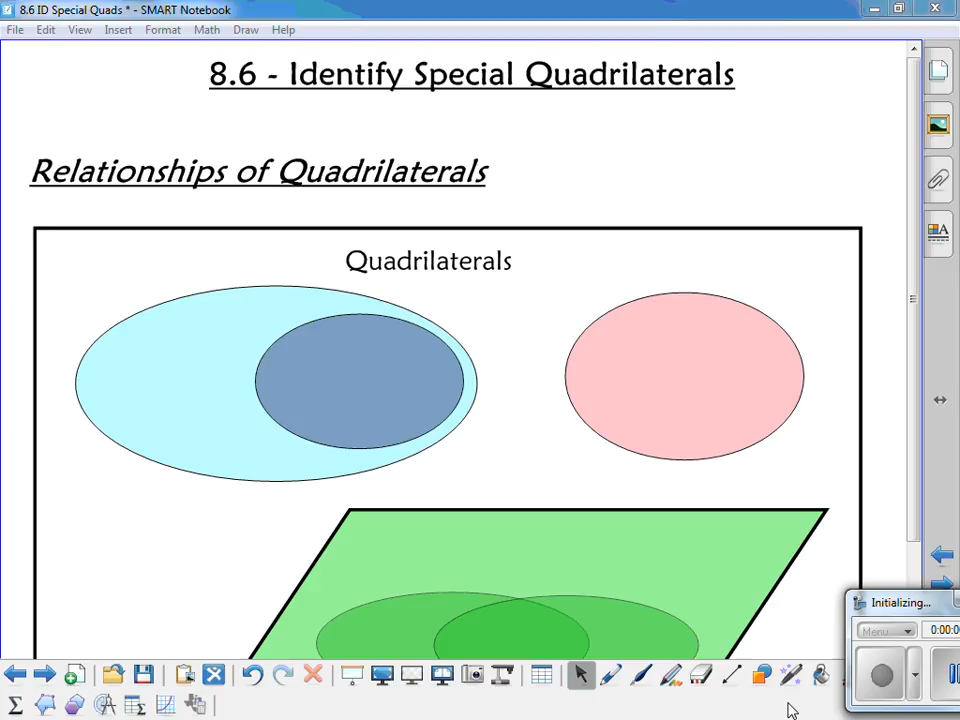 8.6 ID Special Quads * - SMART Notebook
File Edit View Insert Format Math Draw Help
8.6 - Identify Special Quadrilaterals
Relationships of Quadrilaterals
Quadrilaterals
Initializing...
Menu 0:00:0